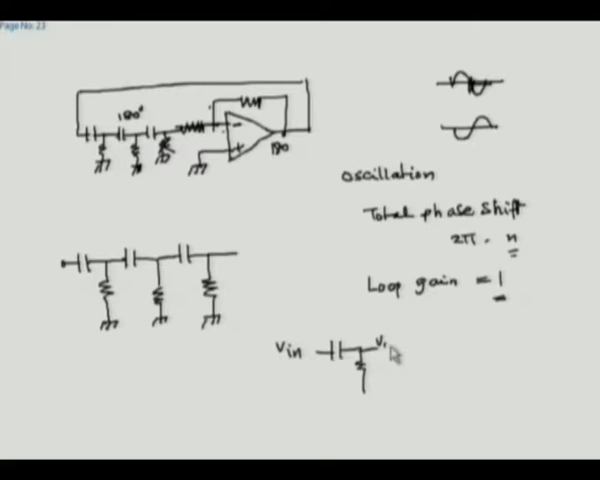 Page No: 23
180°
180
oscillation
Total phase shift
2π . n
Loop gain = 1
Vin
V1